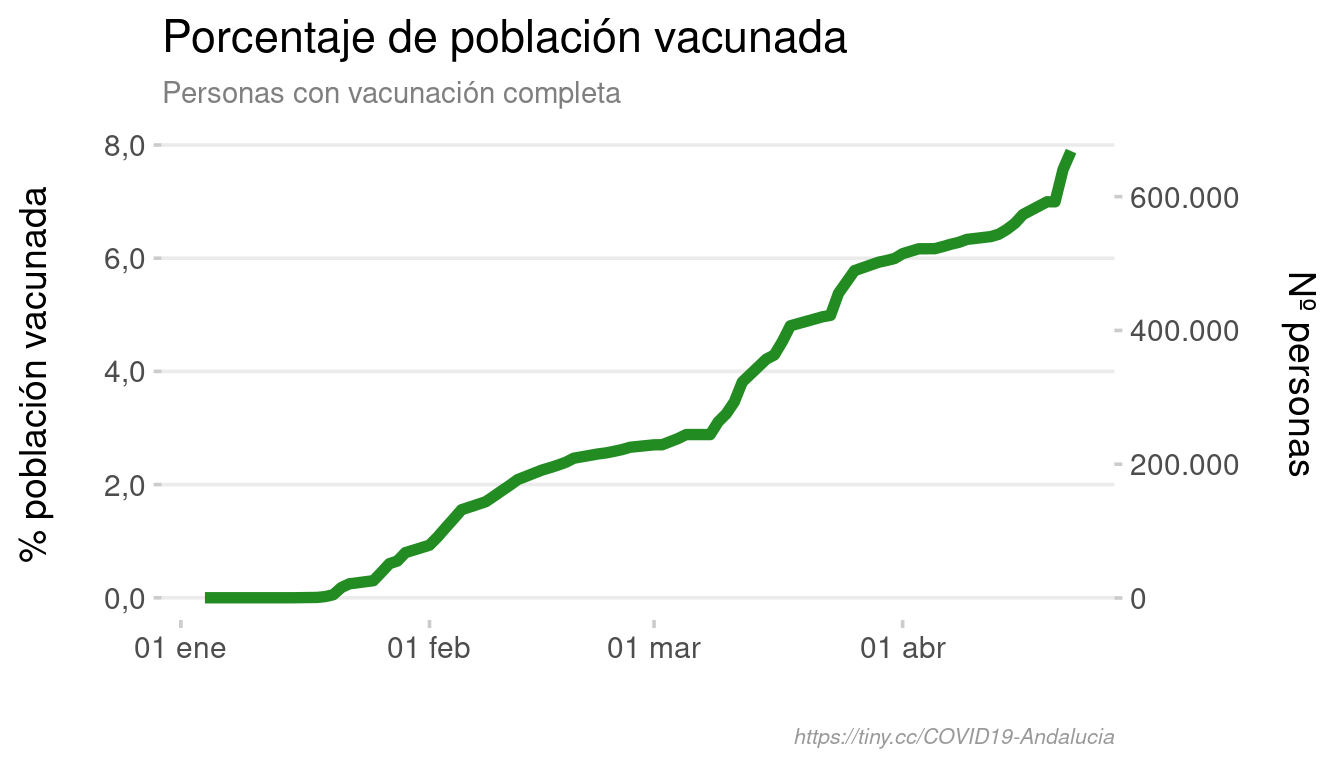 Porcentaje de población vacunada
Personas con vacunación completa
% población vacunada
8,0
6,0
4,0
2,0
0,0
600.000
400.000
200.000
0
Nº personas
01 ene
01 feb
01 mar
01 abr
https://tiny.cc/COVID19-Andalucia